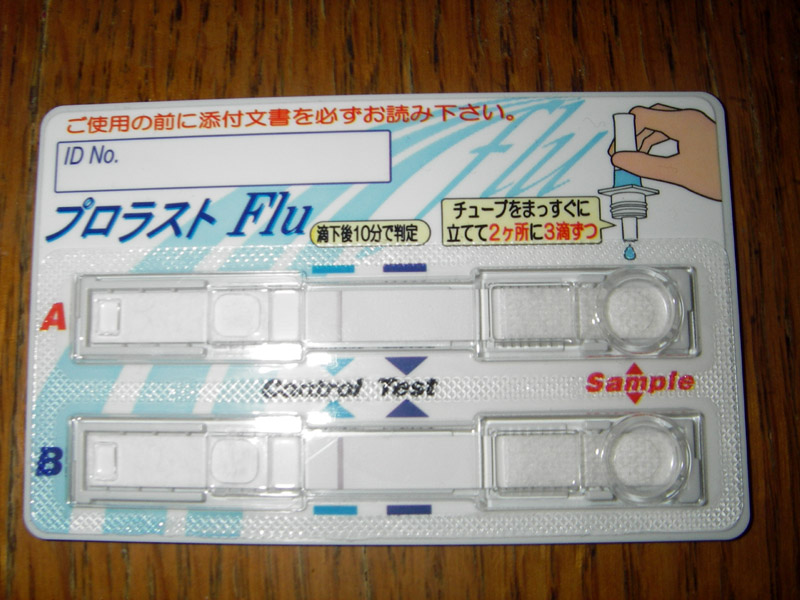 ご使用の前に添付文書を必ずお読み下さい。
ID No.
Flu
プロラスト Flu
滴下後10分で判定
チューブをまっすぐに
立てて2ヶ所に3滴ずつ
A
Control Test
Sample
B